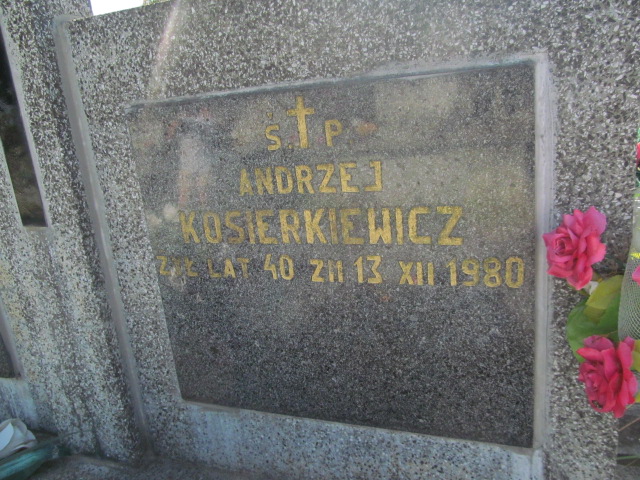 Ś.†P.
ANDRZEJ
KOSIERKIEWICZ
ŻYŁ LAT 40 ZM 13 XII 1980